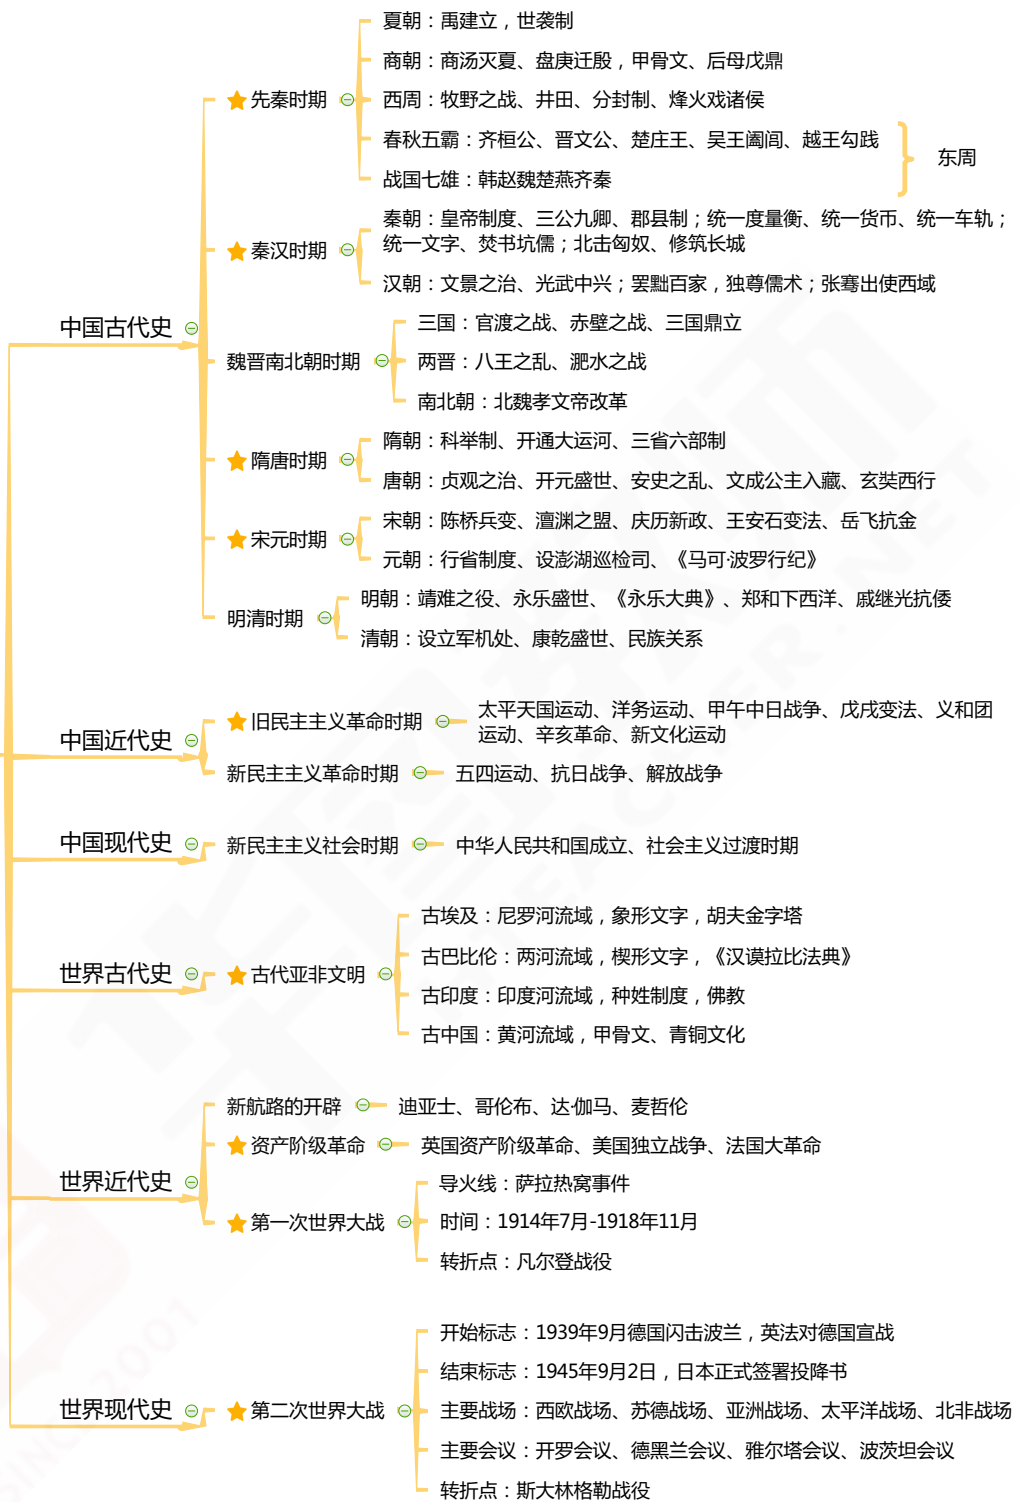 中国古代史
先秦时期
夏朝：禹建立，世袭制
商朝：商汤灭夏、盘庚迁殷，甲骨文、后母戊鼎
西周：牧野之战、井田、分封制、烽火戏诸侯
春秋五霸：齐桓公、晋文公、楚庄王、吴王阖闾、越王勾践
战国七雄：韩赵魏楚燕齐秦
东周
秦汉时期
秦朝：皇帝制度、三公九卿、郡县制；统一度量衡、统一货币、统一车轨；
统一文字、焚书坑儒；北击匈奴、修筑长城
汉朝：文景之治、光武中兴；罢黜百家，独尊儒术；张骞出使西域
魏晋南北朝时期
三国：官渡之战、赤壁之战、三国鼎立
两晋：八王之乱、淝水之战
南北朝：北魏孝文帝改革
隋唐时期
隋朝：科举制、开通大运河、三省六部制
唐朝：贞观之治、开元盛世、安史之乱、文成公主入藏、玄奘西行
宋元时期
宋朝：陈桥兵变、澶渊之盟、庆历新政、王安石变法、岳飞抗金
元朝：行省制度、设澎湖巡检司、《马可·波罗行纪》
明清时期
明朝：靖难之役、永乐盛世、《永乐大典》、郑和下西洋、戚继光抗倭
清朝：设立军机处、康乾盛世、民族关系
中国近代史
旧民主主义革命时期
太平天国运动、洋务运动、甲午中日战争、戊戌变法、义和团
运动、辛亥革命、新文化运动
新民主主义革命时期
五四运动、抗日战争、解放战争
中国现代史
新民主主义社会时期
中华人民共和国成立、社会主义过渡时期
世界古代史
古代亚非文明
古埃及：尼罗河流域，象形文字，胡夫金字塔
古巴比伦：两河流域，楔形文字，《汉谟拉比法典》
古印度：印度河流域，种姓制度，佛教
古中国：黄河流域，甲骨文、青铜文化
世界近代史
新航路的开辟
迪亚士、哥伦布、达·伽马、麦哲伦
资产阶级革命
英国资产阶级革命、美国独立战争、法国大革命
第一次世界大战
导火线：萨拉热窝事件
时间：1914年7月-1918年11月
转折点：凡尔登战役
世界现代史
第二次世界大战
开始标志：1939年9月德国闪击波兰，英法对德国宣战
结束标志：1945年9月2日，日本正式签署投降书
主要战场：西欧战场、苏德战场、亚洲战场、太平洋战场、北非战场
主要会议：开罗会议、德黑兰会议、雅尔塔会议、波茨坦会议
转折点：斯大林格勒战役